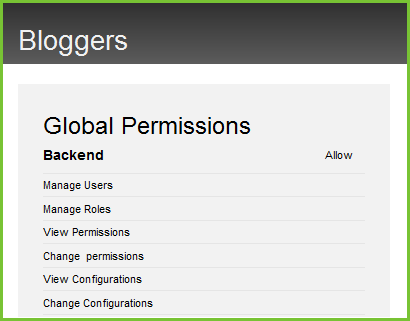 Bloggers
Global Permissions
Backend Allow
Manage Users
Manage Roles
View Permissions
Change permissions
View Configurations
Change Configurations